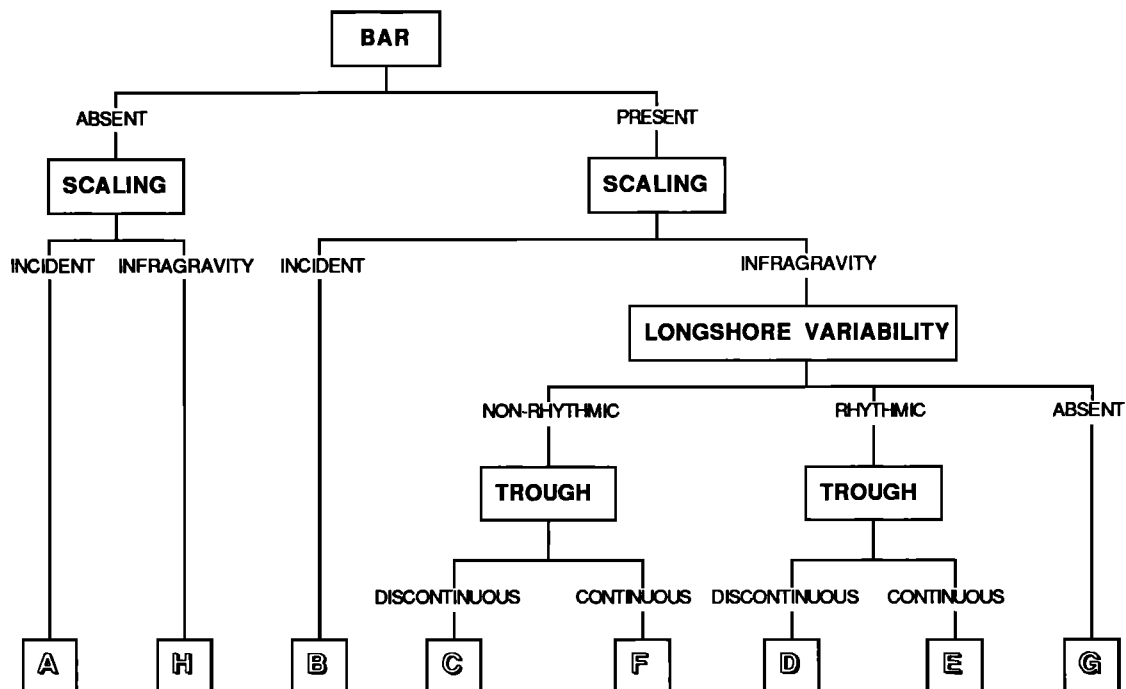 BAR
ABSENT PRESENT
SCALING SCALING
INCIDENT INFRAGRAVITY INCIDENT INFRAGRAVITY
LONGSHORE VARIABILITY
NON-RHYTHMIC RHYTHMIC ABSENT
TROUGH TROUGH
DISCONTINUOUS CONTINUOUS DISCONTINUOUS CONTINUOUS
A H B C F D E G